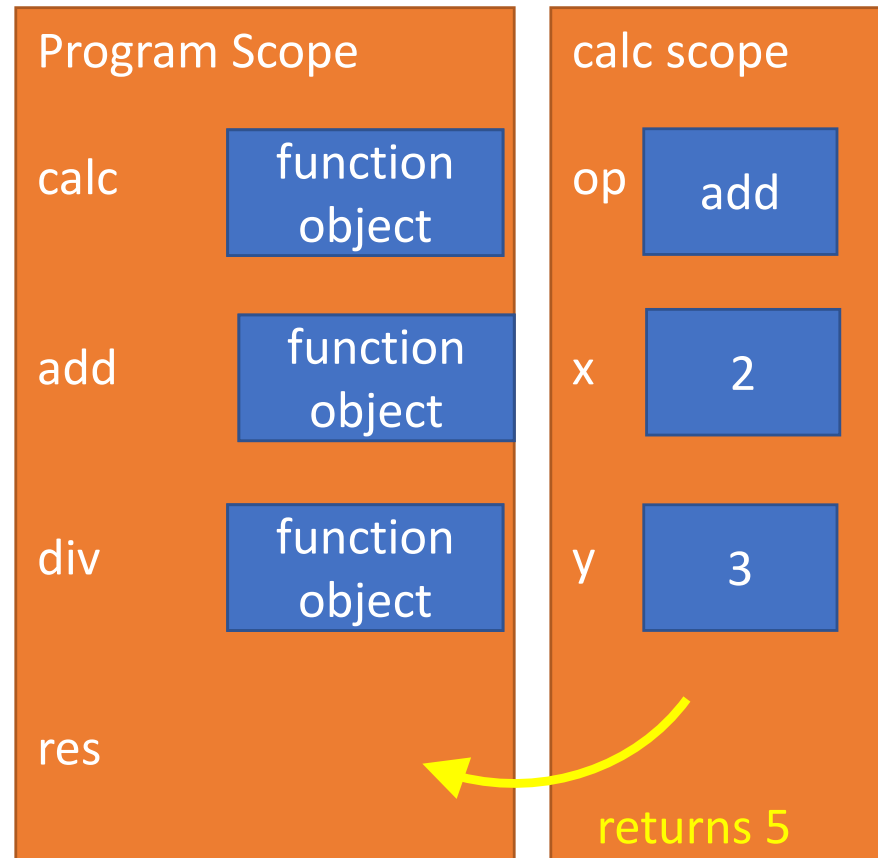 Program Scope
calc
function
object
add
function
object
div
function
object
res
calc scope
op
add
x
2
y
3
returns 5